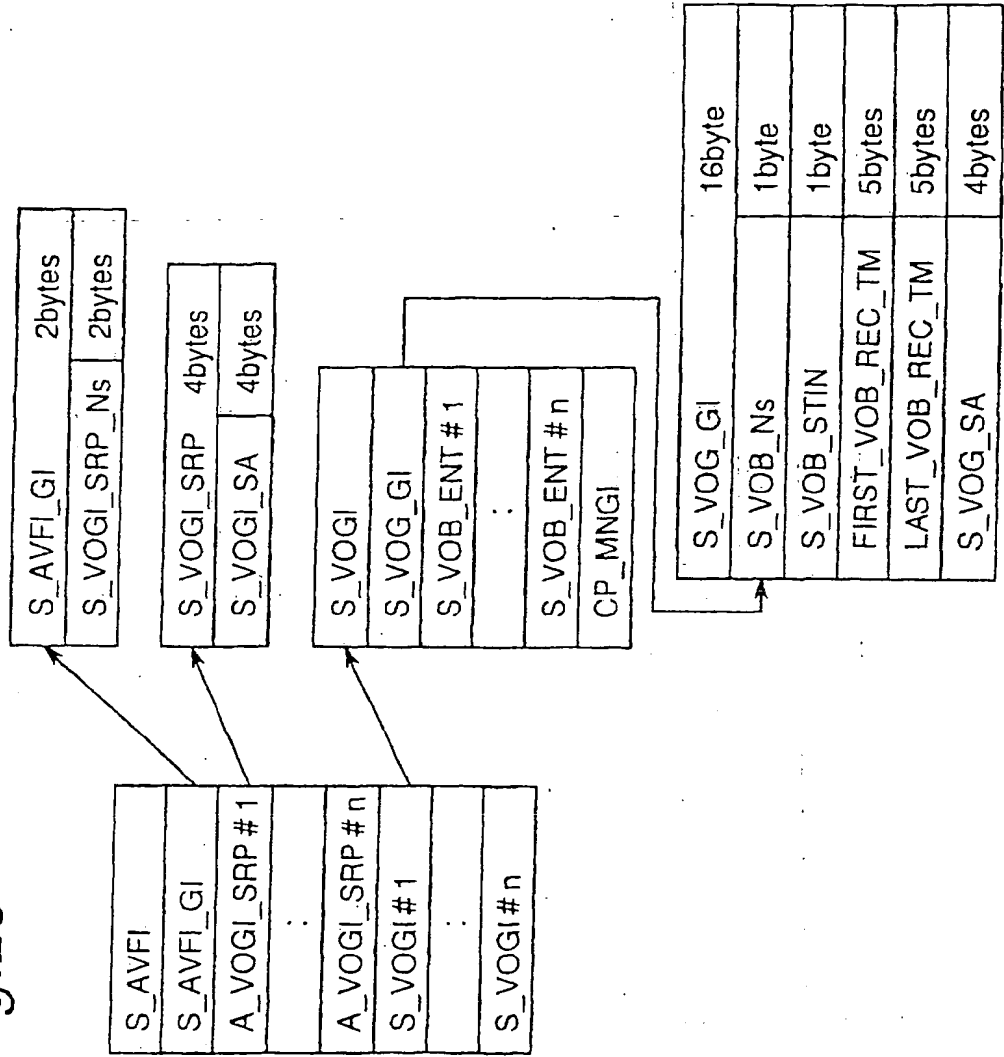 S_AVFI
S_AVFI_GI
A_VOGI_SRP#1
:
A_VOGI_SRP#n
S_VOGI#1
:
S_VOGI#n
S_AVFI_GI 2bytes
S_VOGI_SRP_Ns 2bytes
S_VOGI_SRP 4bytes
S_VOGI_SA 4bytes
S_VOGI
S_VOG_GI
S_VOB_ENT#1
:
S_VOB_ENT#n
CP_MNGI
S_VOG_GI 16byte
S_VOB_Ns 1byte
S_VOB_STIN 1byte
FIRST_VOB_REC_TM 5bytes
LAST_VOB_REC_TM 5bytes
S_VOG_SA 4bytes